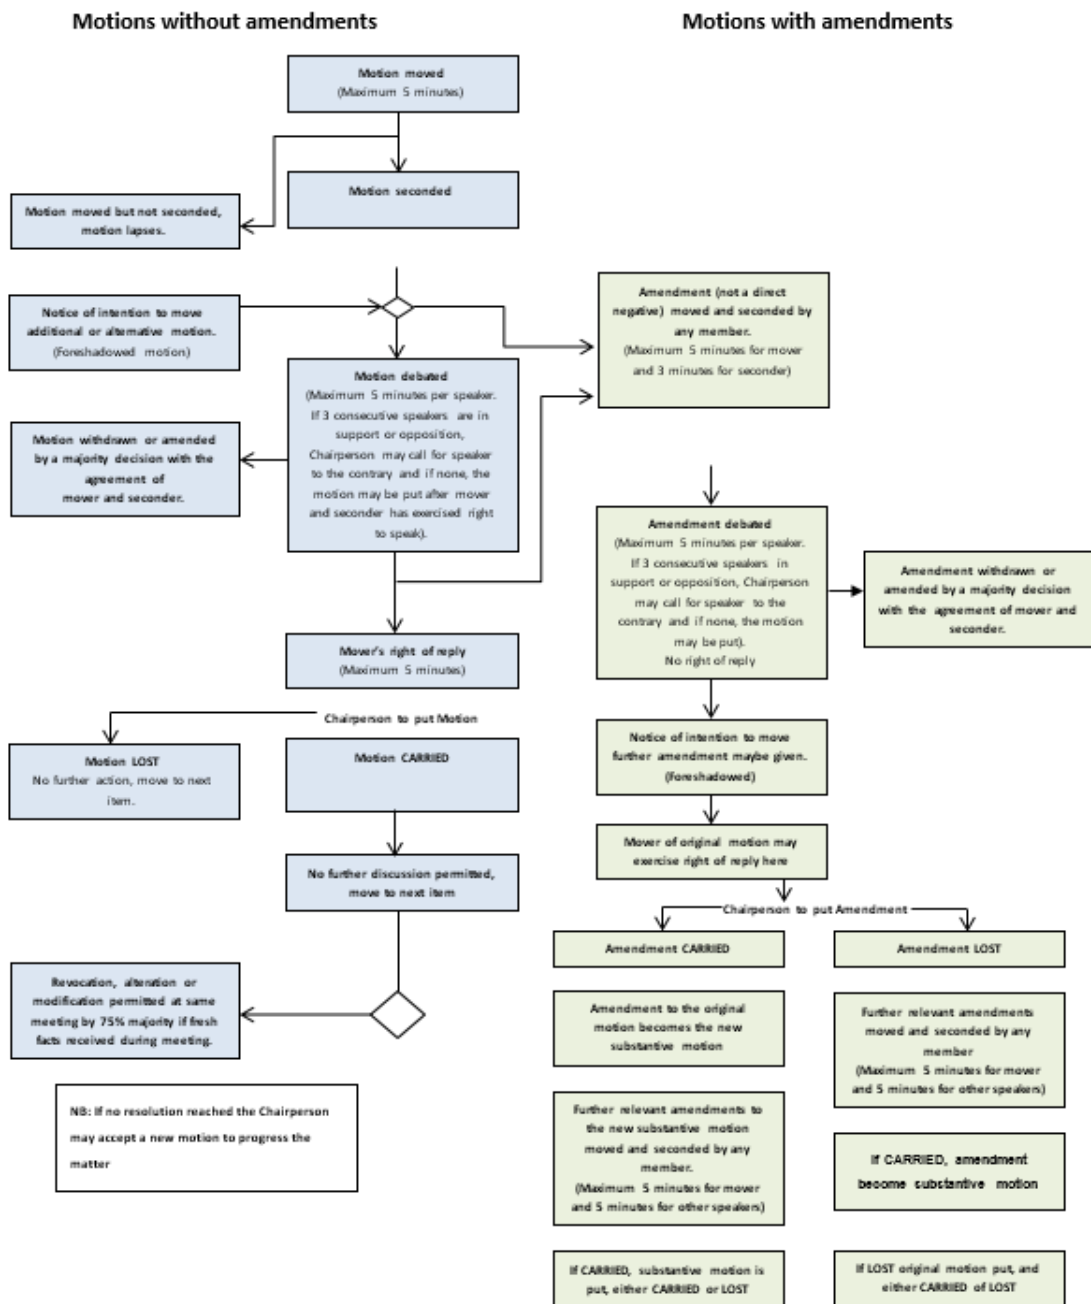 Motions without amendments
Motions with amendments
Motion moved
(Maximum 5 minutes)
Motion seconded
Motion moved but not seconded,
motion lapses.
Notice of intention to move
additional or alternative motion.
(Foreshadowed motion)
Amendment (not a direct
negative) moved and seconded by
any member.
(Maximum 5 minutes for mover
and 3 minutes for seconder)
Motion debated
(Maximum 5 minutes per speaker.
If 3 consecutive speakers are in
support or opposition,
Chairperson may call for speaker
to the contrary and if none, the
motion may be put after mover
and seconder has exercised right
to speak).
Motion withdrawn or amended
by a majority decision with the
agreement of
mover and seconder.
Amendment debated
(Maximum 5 minutes per speaker.
If 3 consecutive speakers in
support or opposition, Chairperson
may call for speaker to the
contrary and if none, the motion
may be put).
No right of reply
Amendment withdrawn or
amended by a majority decision
with the agreement of mover and
seconder.
Mover's right of reply
(Maximum 5 minutes)
Chairperson to put Motion
Motion LOST
No further action, move to next
item.
Motion CARRIED
Notice of intention to move
further amendment maybe given.
(Foreshadowed)
Mover of original motion may
exercise right of reply here
No further discussion permitted,
move to next item
Chairperson to put Amendment
Amendment CARRIED
Amendment LOST
Revocation, alteration or
modification permitted at same
meeting by 75% majority if fresh
facts received during meeting.
Amendment to the original
motion becomes the new
substantive motion
Further relevant amendments
moved and seconded by any
member
(Maximum 5 minutes for mover
and 5 minutes for other speakers)
NB: If no resolution reached the Chairperson
may accept a new motion to progress the
matter
Further relevant amendments to
the new substantive motion
moved and seconded by any
member.
(Maximum 5 minutes for mover
and 5 minutes for other speakers)
If CARRIED, amendment
become substantive motion
If CARRIED, substantive motion is
put, either CARRIED or LOST
If LOST original motion put, and
either CARRIED of LOST